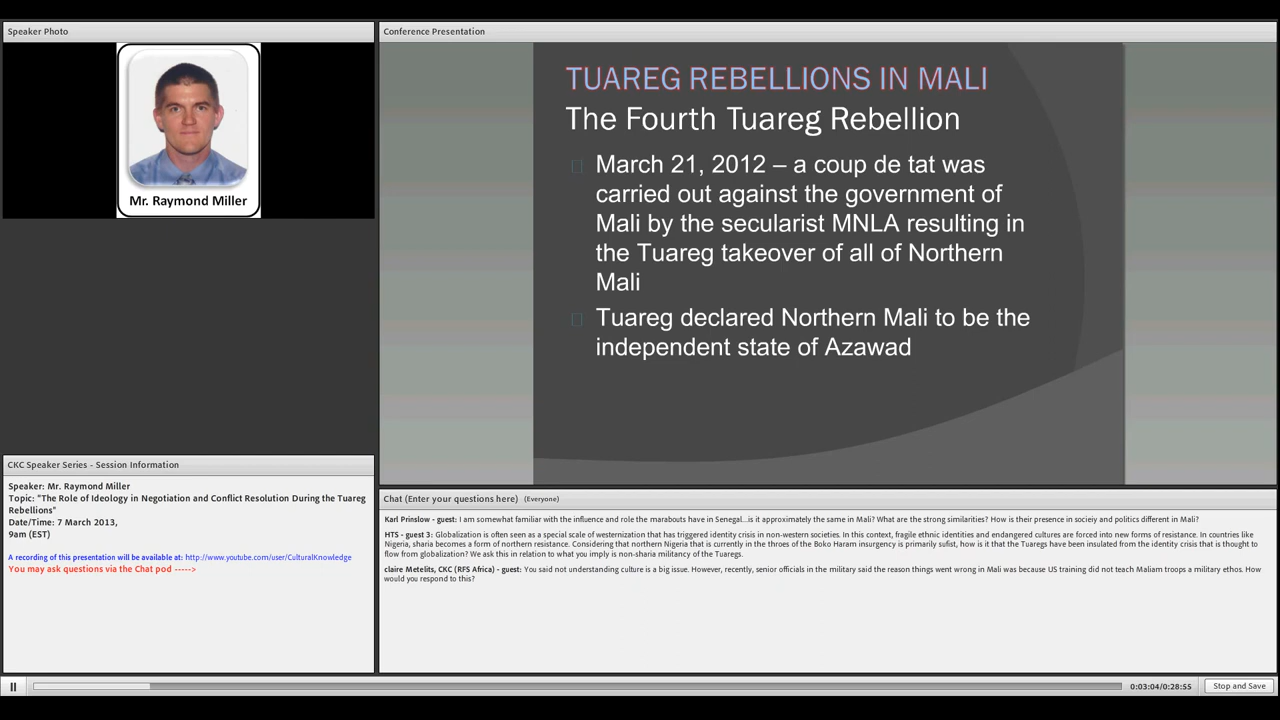 Speaker Photo
Mr. Raymond Miller
Conference Presentation
TUAREG REBELLIONS IN MALI
The Fourth Tuareg Rebellion
March 21, 2012 – a coup de tat was
carried out against the government of
Mali by the secularist MNLA resulting in
the Tuareg takeover of all of Northern
Mali
Tuareg declared Northern Mali to be the
independent state of Azawad
CKC Speaker Series - Session Information
Speaker: Mr. Raymond Miller
Topic: "The Role of Ideology in Negotiation and Conflict Resolution During the Tuareg
Rebellions"
Date/Time: 7 March 2013,
9am (EST)
A recording of this presentation will be available at: http://www.youtube.com/user/CulturalKnowledge
You may ask questions via the Chat pod ----->
Chat (Enter your questions here) (Everyone)
Karl Prinslow - guest: I am somewhat familiar with the influence and role the marabouts have in Senegal...is it approximately the same in Mali? What are the strong similarities? How is their presence in socieiy and politics different in Mali?
HTS - guest 3: Globalization is often seen as a special scale of westernization that has triggered identity crisis in non-western societies. In this context, fragile ethnic identities and endangered cultures are forced into new forms of resistance. In countries like
Nigeria, sharia becomes a form of northern resistance. Considering that northern Nigeria that is currently in the throes of the Boko Haram insurgency is primarily sufist, how is it that the Tuaregs have been insulated from the identity crisis that is thought to
flow from globalization? We ask this in relation to what you imply is non-sharia militancy of the Tuaregs.
claire Metelits, CKC (RFS Africa) - guest: You said not understanding culture is a big issue. However, recently, senior officials in the military said the reason things went wrong in Mali was because US training did not teach Maliam troops a military ethos. How
would you respond to this?
0:03:04/0:28:55
Stop and Save